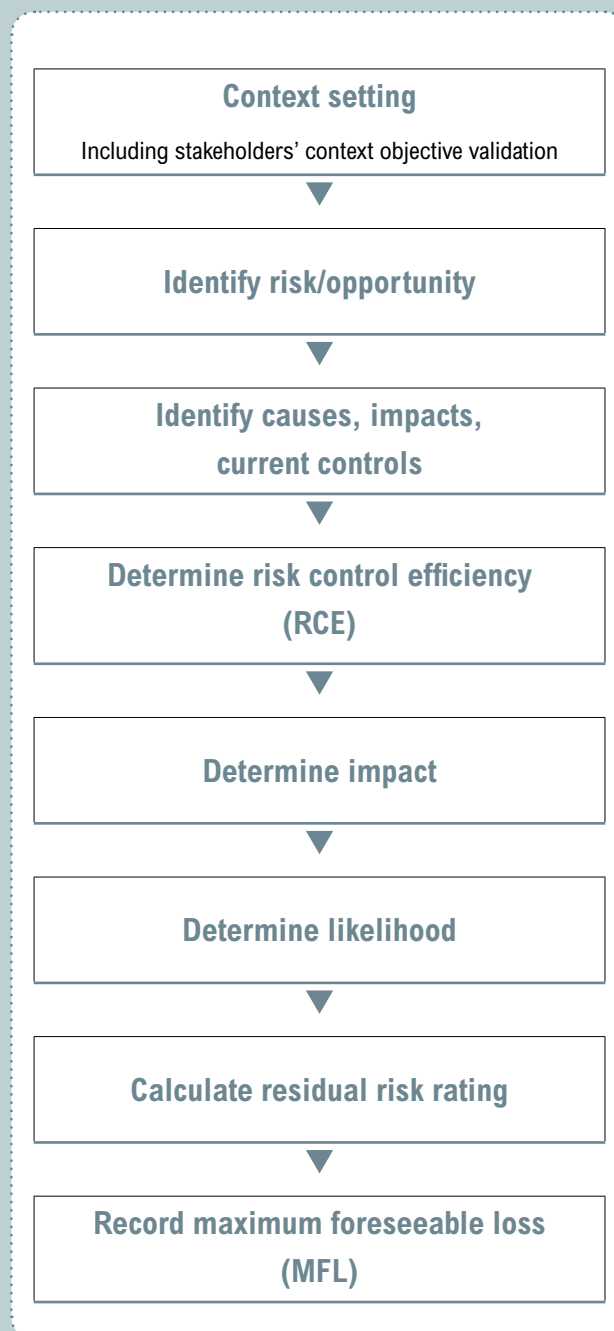 Context setting
Including stakeholders’ context objective validation
Identify risk/opportunity
Identify causes, impacts,
current controls
Determine risk control efficiency
(RCE)
Determine impact
Determine likelihood
Calculate residual risk rating
Record maximum foreseeable loss
(MFL)